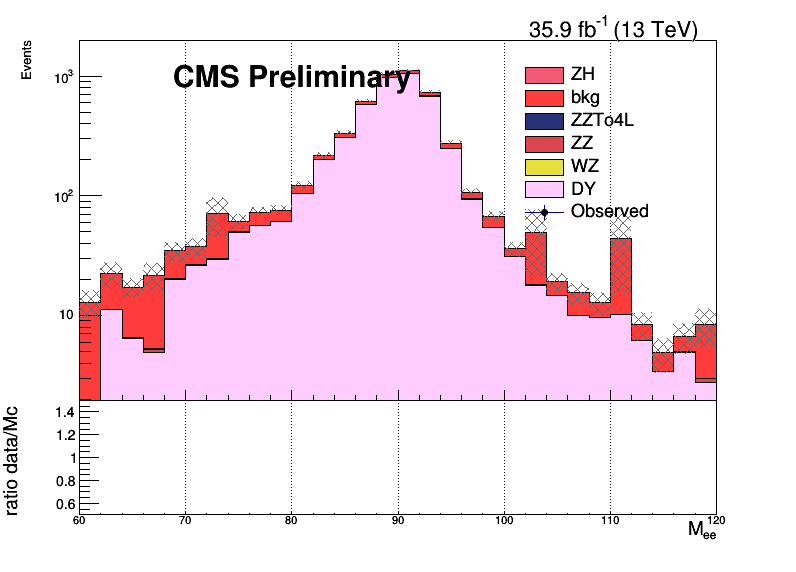 35.9 fb⁻¹ (13 TeV)
Events
CMS Preliminary
10³
10²
10
ZH
bkg
ZZTo4L
ZZ
WZ
DY
Observed
ratio data/Mc
1.4
1.2
1
0.8
0.6
60 70 80 90 100 110 120
M_ee